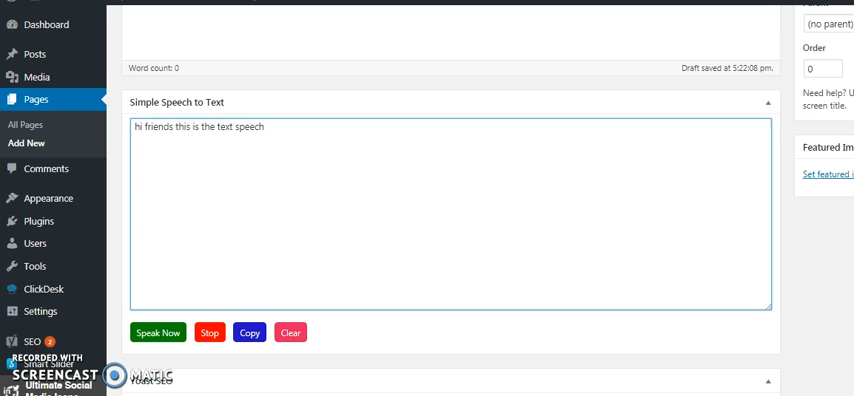 Dashboard
Posts
Media
Pages
All Pages
Add New
Comments
Appearance
Plugins
Users
Tools
ClickDesk
Settings
SEO 2
Smart Slider
Ultimate Social
Media Icons
Word count: 0
Draft saved at 5:22:08 pm.
Simple Speech to Text
hi friends this is the text speech
Speak Now
Stop
Copy
Clear
Yoast SEO
(no parent)
Order
0
Need help? U
screen title.
Featured Im
Set featured i
RECORDED WITH
SCREENCAST MATIC